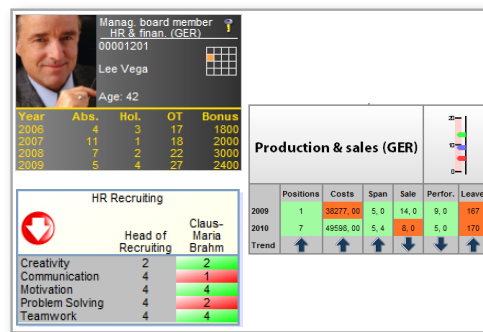 Manag. board member
HR & finan. (GER)
00001201
Lee Vega
Age: 42
Year Abs. Hol. OT Bonus
2006 4 3 17 1800
2007 11 1 18 2000
2008 7 2 22 3000
2009 5 4 27 2400
HR Recruiting
Head of Recruiting Claus-Maria Brahm
Creativity 2 2
Communication 4 1
Motivation 4 4
Problem Solving 4 2
Teamwork 4 4
Production & sales (GER)
20
10
0
Positions Costs Span Sale Perfor. Leave
2009 1 38277, 00 5, 0 14, 0 9, 0 167
2010 7 49598, 00 5, 4 8, 0 5, 0 170
Trend